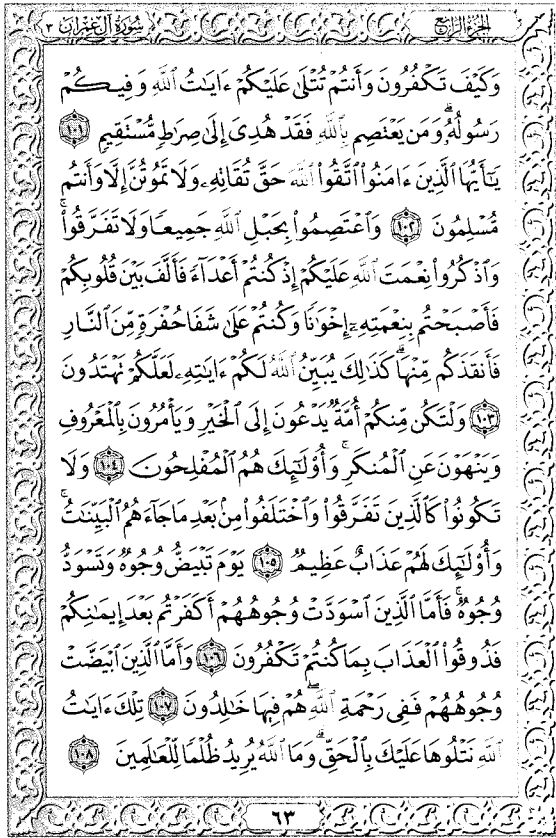 الجزء الرابع
سورة آل عمران ٣
وَكَيْفَ تَكْفُرُونَ وَأَنتُمْ تُتْلَىٰ عَلَيْكُمْ ءَايَٰتُ ٱللَّهِ وَفِيكُمْ
رَسُولُهُۥۗ وَمَن يَعْتَصِم بِٱللَّهِ فَقَدْ هُدِىَ إِلَىٰ صِرَٰطٍ مُّسْتَقِيمٍ ١٠١
يَٰٓأَيُّهَا ٱلَّذِينَ ءَامَنُوا۟ ٱتَّقُوا۟ ٱللَّهَ حَقَّ تُقَاتِهِۦ وَلَا تَمُوتُنَّ إِلَّا وَأَنتُم
مُّسْلِمُونَ ١٠٢ وَٱعْتَصِمُوا۟ بِحَبْلِ ٱللَّهِ جَمِيعًا وَلَا تَفَرَّقُوا۟ۚ
وَٱذْكُرُوا۟ نِعْمَتَ ٱللَّهِ عَلَيْكُمْ إِذْ كُنتُمْ أَعْدَآءً فَأَلَّفَ بَيْنَ قُلُوبِكُمْ
فَأَصْبَحْتُم بِنِعْمَتِهِۦٓ إِخْوَٰنًا وَكُنتُمْ عَلَىٰ شَفَا حُفْرَةٍ مِّنَ ٱلنَّارِ
فَأَنقَذَكُم مِّنْهَاۗ كَذَٰلِكَ يُبَيِّنُ ٱللَّهُ لَكُمْ ءَايَٰتِهِۦ لَعَلَّكُمْ تَهْتَدُونَ
١٠٣ وَلْتَكُن مِّنكُمْ أُمَّةٌ يَدْعُونَ إِلَى ٱلْخَيْرِ وَيَأْمُرُونَ بِٱلْمَعْرُوفِ
وَيَنْهَوْنَ عَنِ ٱلْمُنكَرِۚ وَأُو۟لَٰٓئِكَ هُمُ ٱلْمُفْلِحُونَ ١٠٤ وَلَا
تَكُونُوا۟ كَٱلَّذِينَ تَفَرَّقُوا۟ وَٱخْتَلَفُوا۟ مِنۢ بَعْدِ مَا جَآءَهُمُ ٱلْبَيِّنَٰتُۚ
وَأُو۟لَٰٓئِكَ لَهُمْ عَذَابٌ عَظِيمٌ ١٠٥ يَوْمَ تَبْيَضُّ وُجُوهٌ وَتَسْوَدُّ
وُجُوهٌۚ فَأَمَّا ٱلَّذِينَ ٱسْوَدَّتْ وُجُوهُهُمْ أَكَفَرْتُم بَعْدَ إِيمَٰنِكُمْ
فَذُوقُوا۟ ٱلْعَذَابَ بِمَا كُنتُمْ تَكْفُرُونَ ١٠٦ وَأَمَّا ٱلَّذِينَ ٱبْيَضَّتْ
وُجُوهُهُمْ فَفِى رَحْمَةِ ٱللَّهِۖ هُمْ فِيهَا خَٰلِدُونَ ١٠٧ تِلْكَ ءَايَٰتُ
ٱللَّهِ نَتْلُوهَا عَلَيْكَ بِٱلْحَقِّۗ وَمَا ٱللَّهُ يُرِيدُ ظُلْمًا لِّلْعَٰلَمِينَ ١٠٨
٦٣